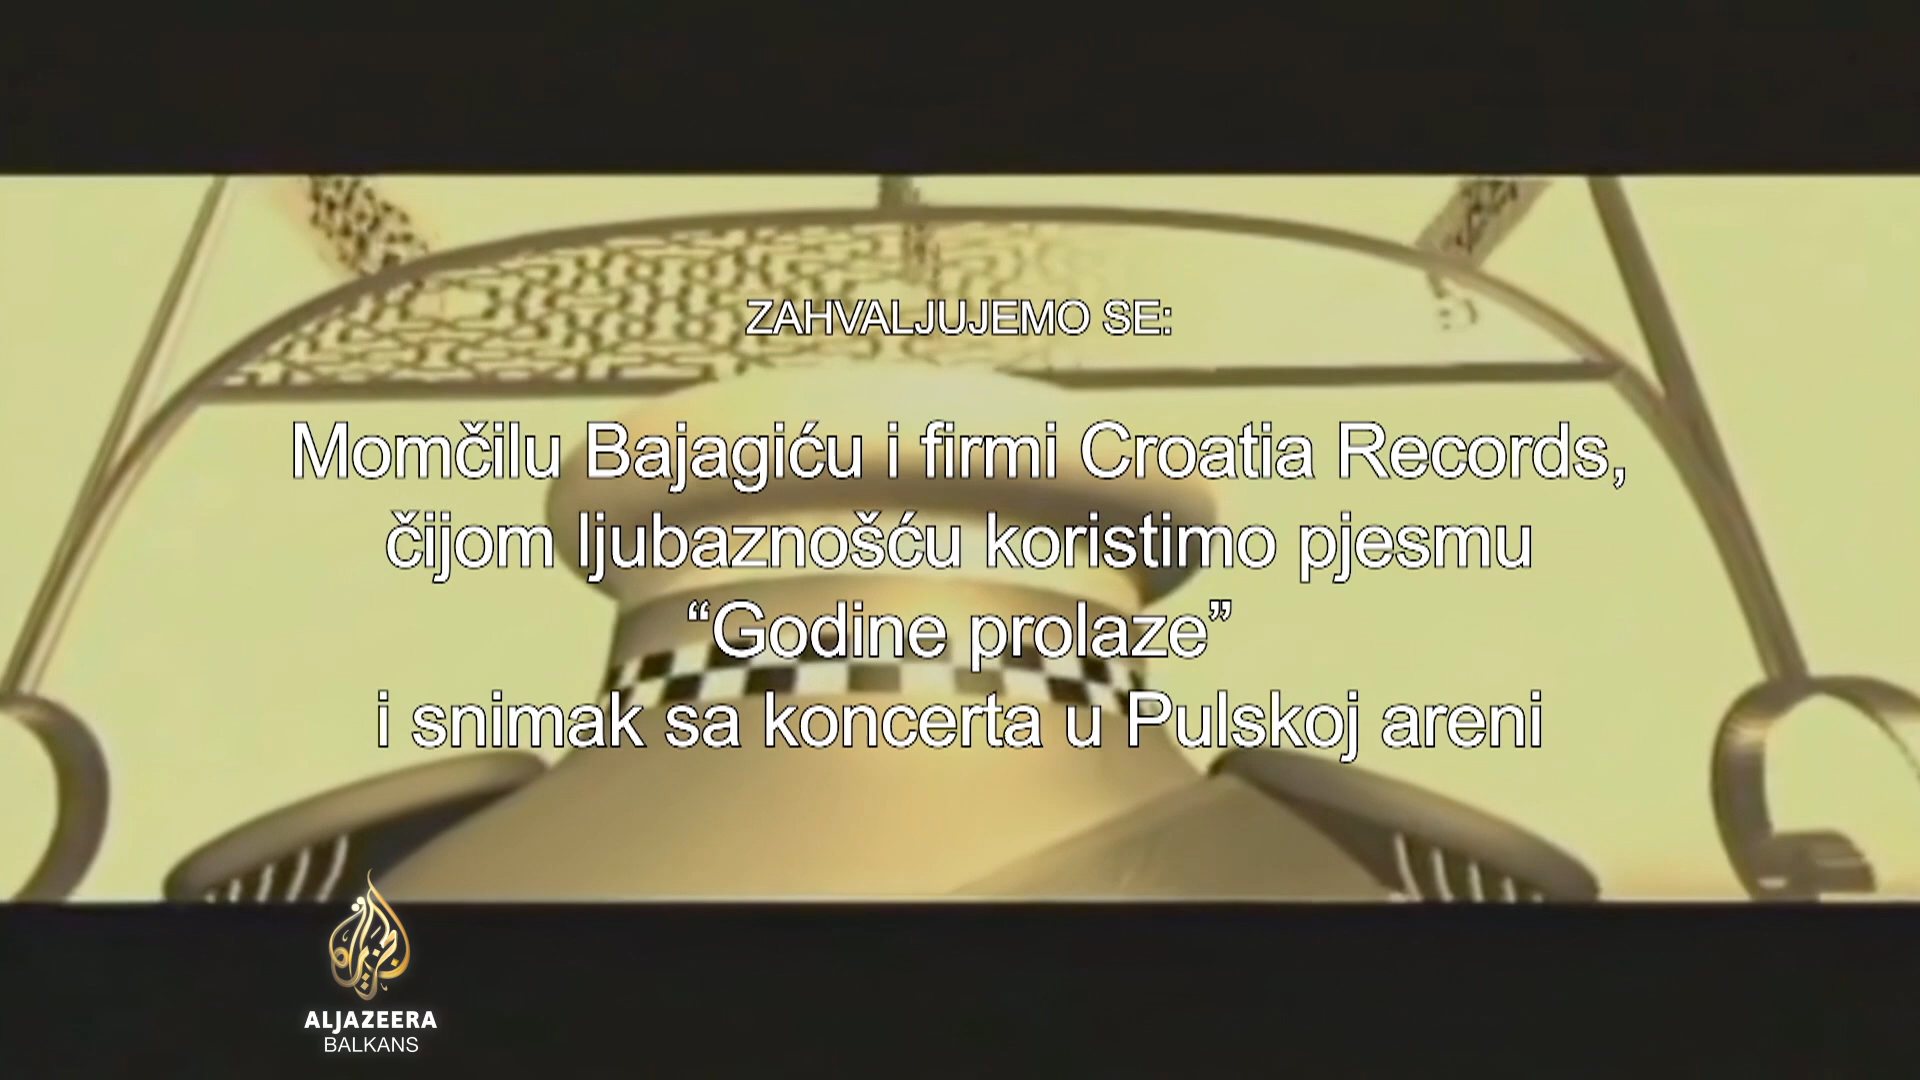 ZAHVALJUJEMO SE:
Momčilu Bajagiću i firmi Croatia Records,
čijom ljubaznošću koristimo pjesmu
“Godine prolaze”
i snimak sa koncerta u Pulskoj areni
ALJAZEERA
BALKANS